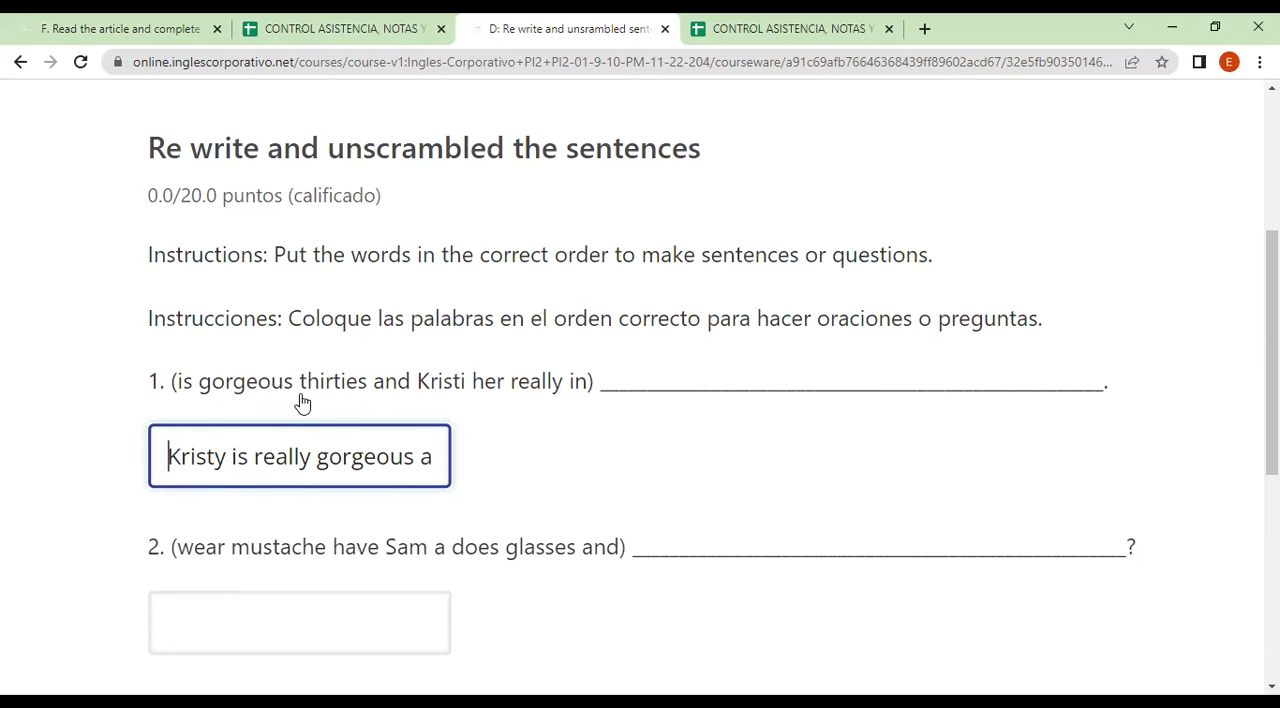 F. Read the article and complete
CONTROL ASISTENCIA, NOTAS Y
D: Re write and unscrambled sent
CONTROL ASISTENCIA, NOTAS Y
online.inglescorporativo.net/courses/course-v1:Ingles-Corporativo+PI2+PI2-01-9-10-PM-11-22-204/courseware/a91c69afb76646368439ff89602acd67/32e5fb90350146...
E
Re write and unscrambled the sentences
0.0/20.0 puntos (calificado)
Instructions: Put the words in the correct order to make sentences or questions.
Instrucciones: Coloque las palabras en el orden correcto para hacer oraciones o preguntas.
1. (is gorgeous thirties and Kristi her really in) ______________________________________________.
Kristy is really gorgeous a
2. (wear mustache have Sam a does glasses and) _____________________________________________?